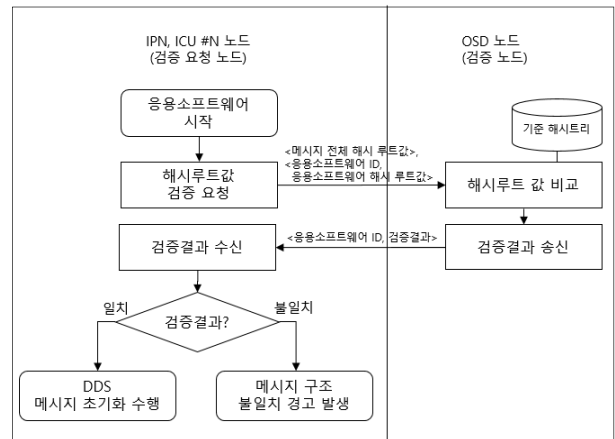 IPN, ICU #N 노드
(검증 요청 노드)
OSD 노드
(검증 노드)
응용소프트웨어
시작
기준 해시트리
<메시지 전체 해시 루트값>,
<응용소프트웨어 ID,
응용소프트웨어 해시 루트값>
해시루트값
검증 요청
해시루트 값 비교
검증결과 수신
<응용소프트웨어 ID, 검증결과>
검증결과 송신
일치
불일치
검증결과?
DDS
메시지 초기화 수행
메시지 구조
불일치 경고 발생